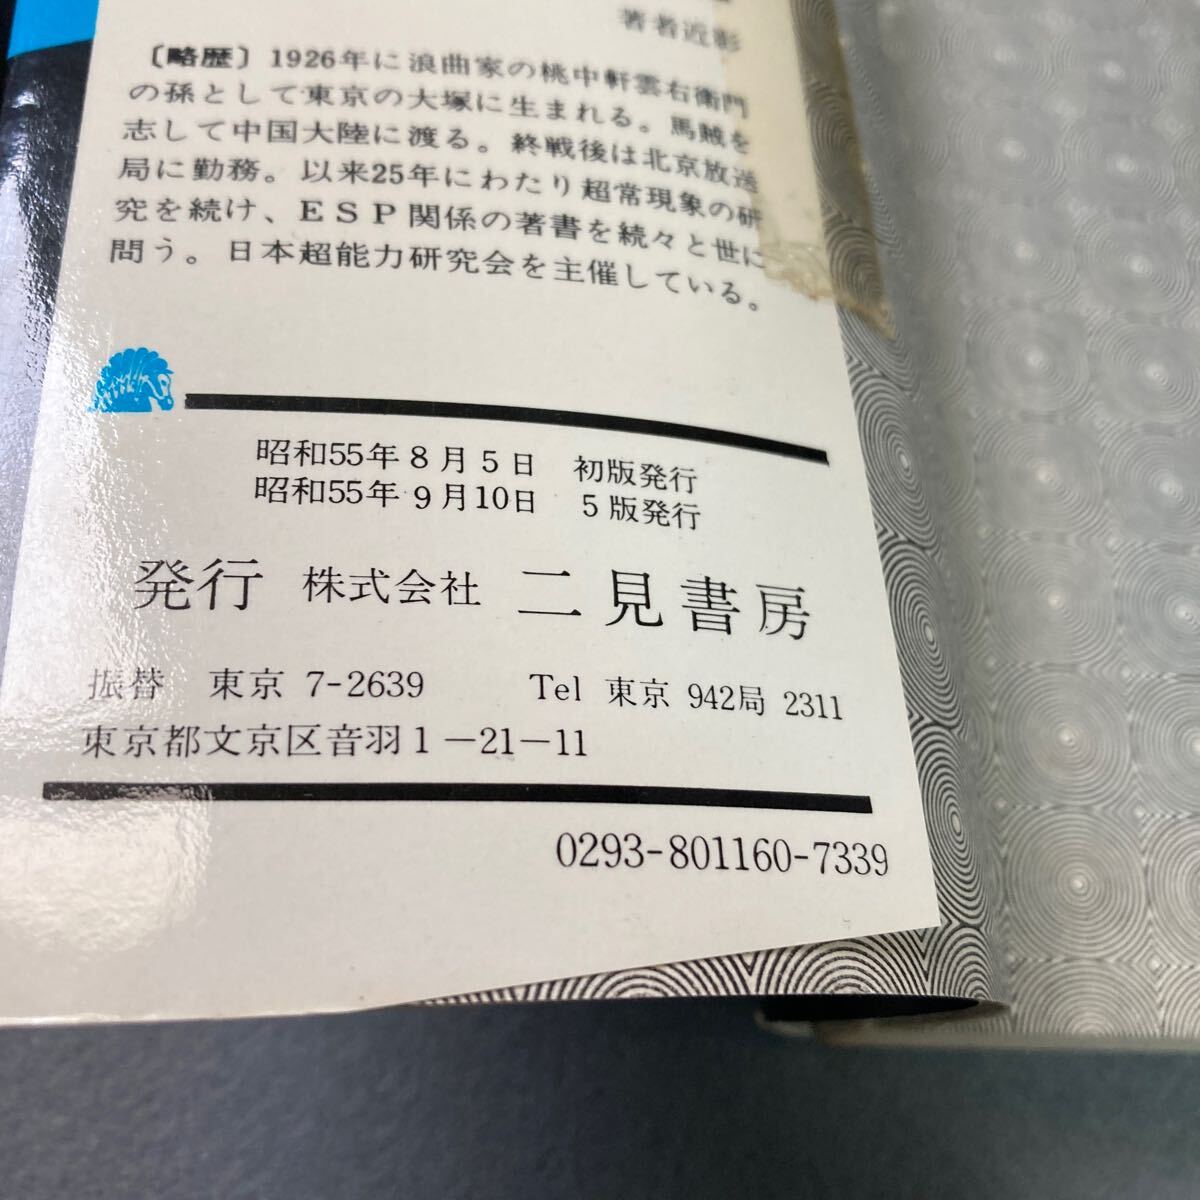 著者近影
〔略歴〕1926年に浪曲家の桃中軒雲右衛門
の孫として東京の大塚に生まれる。馬賊を
志して中国大陸に渡る。終戦後は北京放送
局に勤務。以来25年にわたり超常現象の研
究を続け、ESP関係の著書を続々と世に
問う。日本超能力研究会を主催している。
昭和55年8月5日 初版発行
昭和55年9月10日 5版発行
発行 株式会社 二見書房
振替 東京 7-2639 Tel 東京 942局 2311
東京都文京区音羽1-21-11
0293-801160-7339